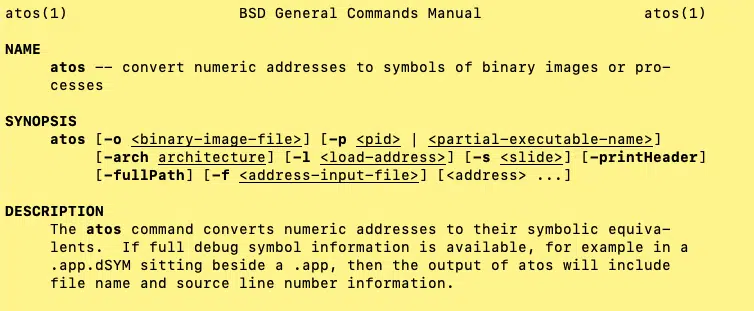 atos(1) BSD General Commands Manual atos(1)
NAME
atos -- convert numeric addresses to symbols of binary images or pro-
cesses
SYNOPSIS
atos [-o <binary-image-file>] [-p <pid> | <partial-executable-name>]
[-arch architecture] [-l <load-address>] [-s <slide>] [-printHeader]
[-fullPath] [-f <address-input-file>] [<address> ...]
DESCRIPTION
The atos command converts numeric addresses to their symbolic equiva-
lents.  If full debug symbol information is available, for example in a
.app.dSYM sitting beside a .app, then the output of atos will include
file name and source line number information.